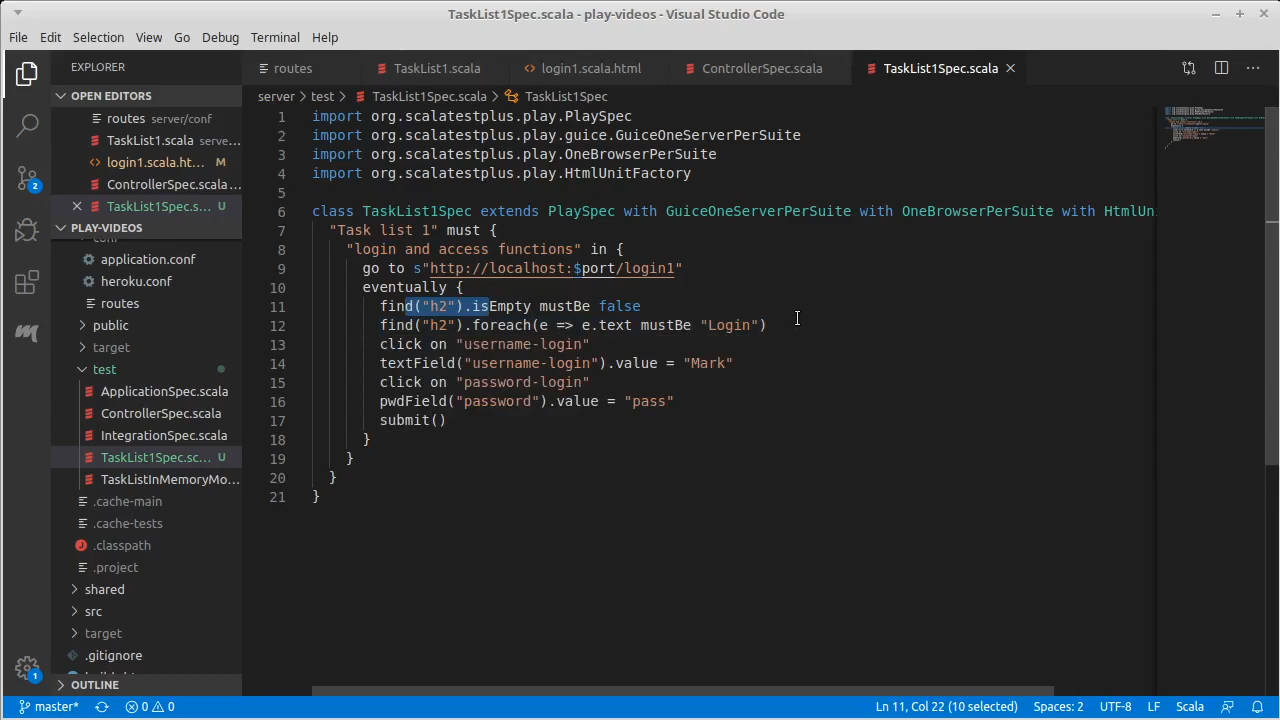 TaskList1Spec.scala - play-videos - Visual Studio Code
File Edit Selection View Go Debug Terminal Help
EXPLORER
routes
TaskList1.scala
login1.scala.html
ControllerSpec.scala
TaskList1Spec.scala
OPEN EDITORS
routes server/conf
TaskList1.scala serve...
login1.scala.ht... M
ControllerSpec.scala ...
TaskList1Spec.s... U
PLAY-VIDEOS
conf
application.conf
heroku.conf
routes
public
target
test
ApplicationSpec.scala
ControllerSpec.scala
IntegrationSpec.scala
TaskList1Spec.sc... U
TaskListInMemoryMo...
.cache-main
.cache-tests
.classpath
.project
shared
src
target
.gitignore
OUTLINE
server > test > TaskList1Spec.scala > TaskList1Spec
1 import org.scalatestplus.play.PlaySpec
2 import org.scalatestplus.play.guice.GuiceOneServerPerSuite
3 import org.scalatestplus.play.OneBrowserPerSuite
4 import org.scalatestplus.play.HtmlUnitFactory
5
6 class TaskList1Spec extends PlaySpec with GuiceOneServerPerSuite with OneBrowserPerSuite with HtmlUni
7 "Task list 1" must {
8 "login and access functions" in {
9 go to s"http://localhost:$port/login1"
10 eventually {
11 find("h2").isEmpty mustBe false
12 find("h2").foreach(e => e.text mustBe "Login")
13 click on "username-login"
14 textField("username-login").value = "Mark"
15 click on "password-login"
16 pwdField("password").value = "pass"
17 submit()
18 }
19 }
20 }
21 }
2
1
master* 0 0 Ln 11, Col 22 (10 selected) Spaces: 2 UTF-8 LF Scala